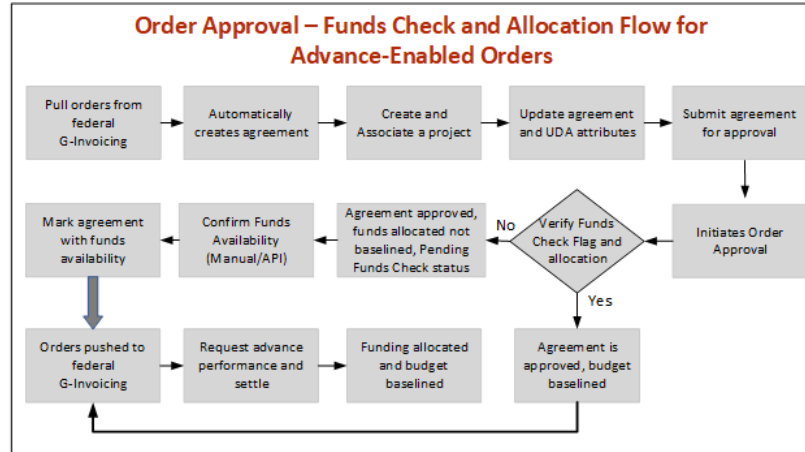 Order Approval – Funds Check and Allocation Flow for
Advance-Enabled Orders
Pull orders from
federal
G-Invoicing
Automatically
creates agreement
Create and
Associate a project
Update agreement
and UDA attributes
Submit agreement
for approval
Initiates Order
Approval
Verify Funds
Check Flag and
allocation
No
Agreement approved,
funds allocated not
baselined, Pending
Funds Check status
Confirm Funds
Availability
(Manual/API)
Mark agreement
with funds
availability
Yes
Orders pushed to
federal
G-Invoicing
Request advance
performance and
settle
Funding allocated
and budget
baselined
Agreement is
approved, budget
baselined